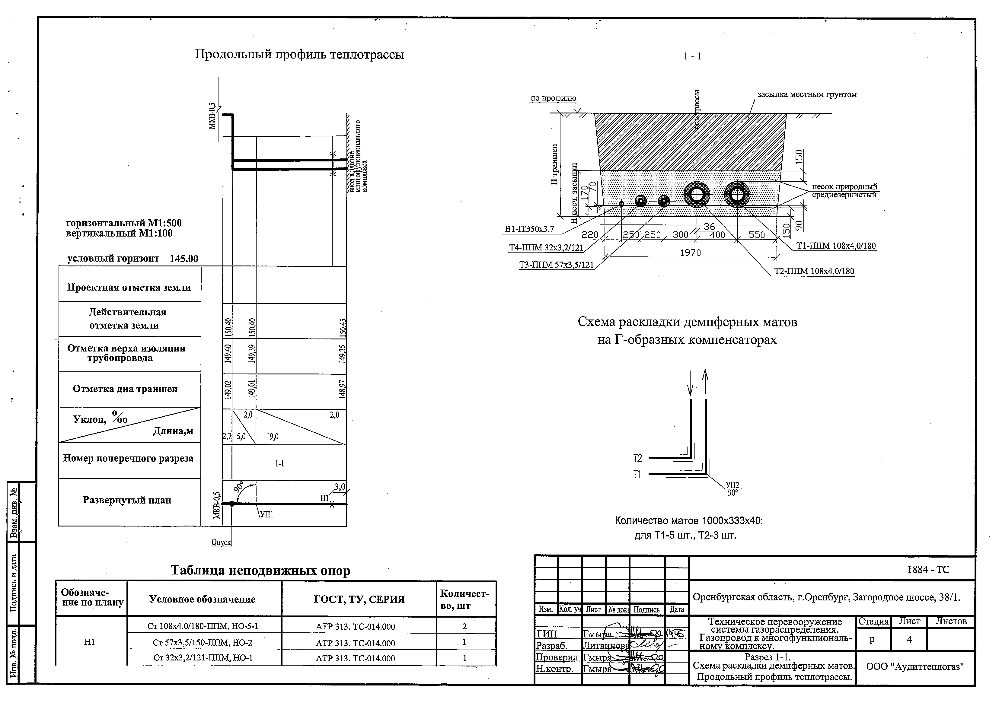 Продольный профиль теплотрассы
МКВ-0,5
ввод в здание
многофункционального
комплекса
горизонтальный М1:500
вертикальный М1:100
условный горизонт 145.00
Проектная отметка земли
Действительная
отметка земли
150,40
150,40
150,45
Отметка верха изоляции
трубопровода
149,40
149,39
149,35
Отметка дна траншеи
149,02
149,01
148,97
Уклон, ‰
Длина,м
2,0
2,0
2,7
5,0
19,0
Номер поперечного разреза
1-1
Развернутый план
МКВ-0,5
90°
УП1
Н1
3,0
Опуск
1 - 1
по профилю
ось трассы
засыпка местным грунтом
Н траншеи
Н песч. засыпки
170
70
150
песок природный
среднезернистый
90
150
36
220
250
250
300
400
550
1970
В1-ПЭ50х3,7
Т4-ППМ 32х3,2/121
Т3-ППМ 57х3,5/121
Т1-ППМ 108х4,0/180
Т2-ППМ 108х4,0/180
Схема раскладки демпферных матов
на Г-образных компенсаторах
Т2
Т1
УП2
90°
Количество матов 1000х333х40:
для Т1-5 шт., Т2-3 шт.
Таблица неподвижных опор
Обозначе-
ние по плану
Условное обозначение
ГОСТ, ТУ, СЕРИЯ
Количест-
во, шт
Н1
Ст 108х4,0/180-ППМ, НО-5-1
АТР 313. ТС-014.000
2
Ст 57х3,5/150-ППМ, НО-2
АТР 313. ТС-014.000
1
Ст 32х3,2/121-ППМ, НО-1
АТР 313. ТС-014.000
1
Взам, инв. №
Подпись и дата
Инв. № подл.
1884 - ТС
Оренбургская область, г.Оренбург, Загородное шоссе, 38/1.
Изм.
Кол. уч
Лист
№ док.
Подпись
Дата
ГИП
Гмыря
Разраб.
Литвинова
Проверил
Гмыря
Н.контр.
Гмыря
Техническое перевооружение
системы газораспределения.
Газопровод к многофункциональ-
ному комплексу.
Стадия
Лист
Листов
р
4
Разрез 1-1.
Схема раскладки демпферных матов.
Продольный профиль теплотрассы.
ООО "Аудиттеплогаз"